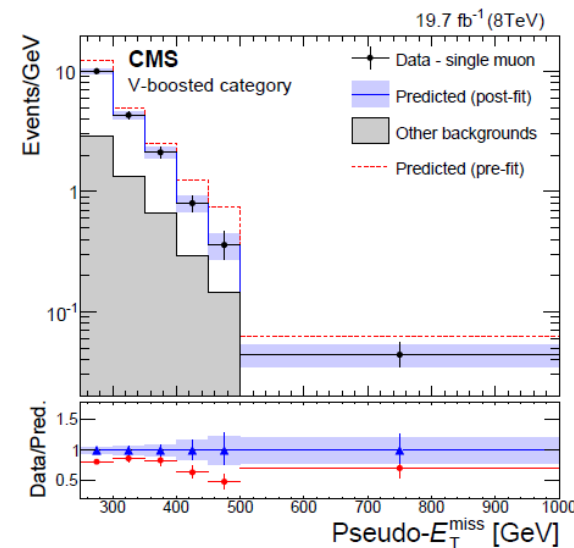 19.7 fb⁻¹ (8TeV)
CMS
V-boosted category
Data - single muon
Predicted (post-fit)
Other backgrounds
Predicted (pre-fit)
Events/GeV
10
1
10⁻¹
Data/Pred.
1.5
1
0.5
300 400 500 600 700 800 900 1000
Pseudo-E_T^miss [GeV]